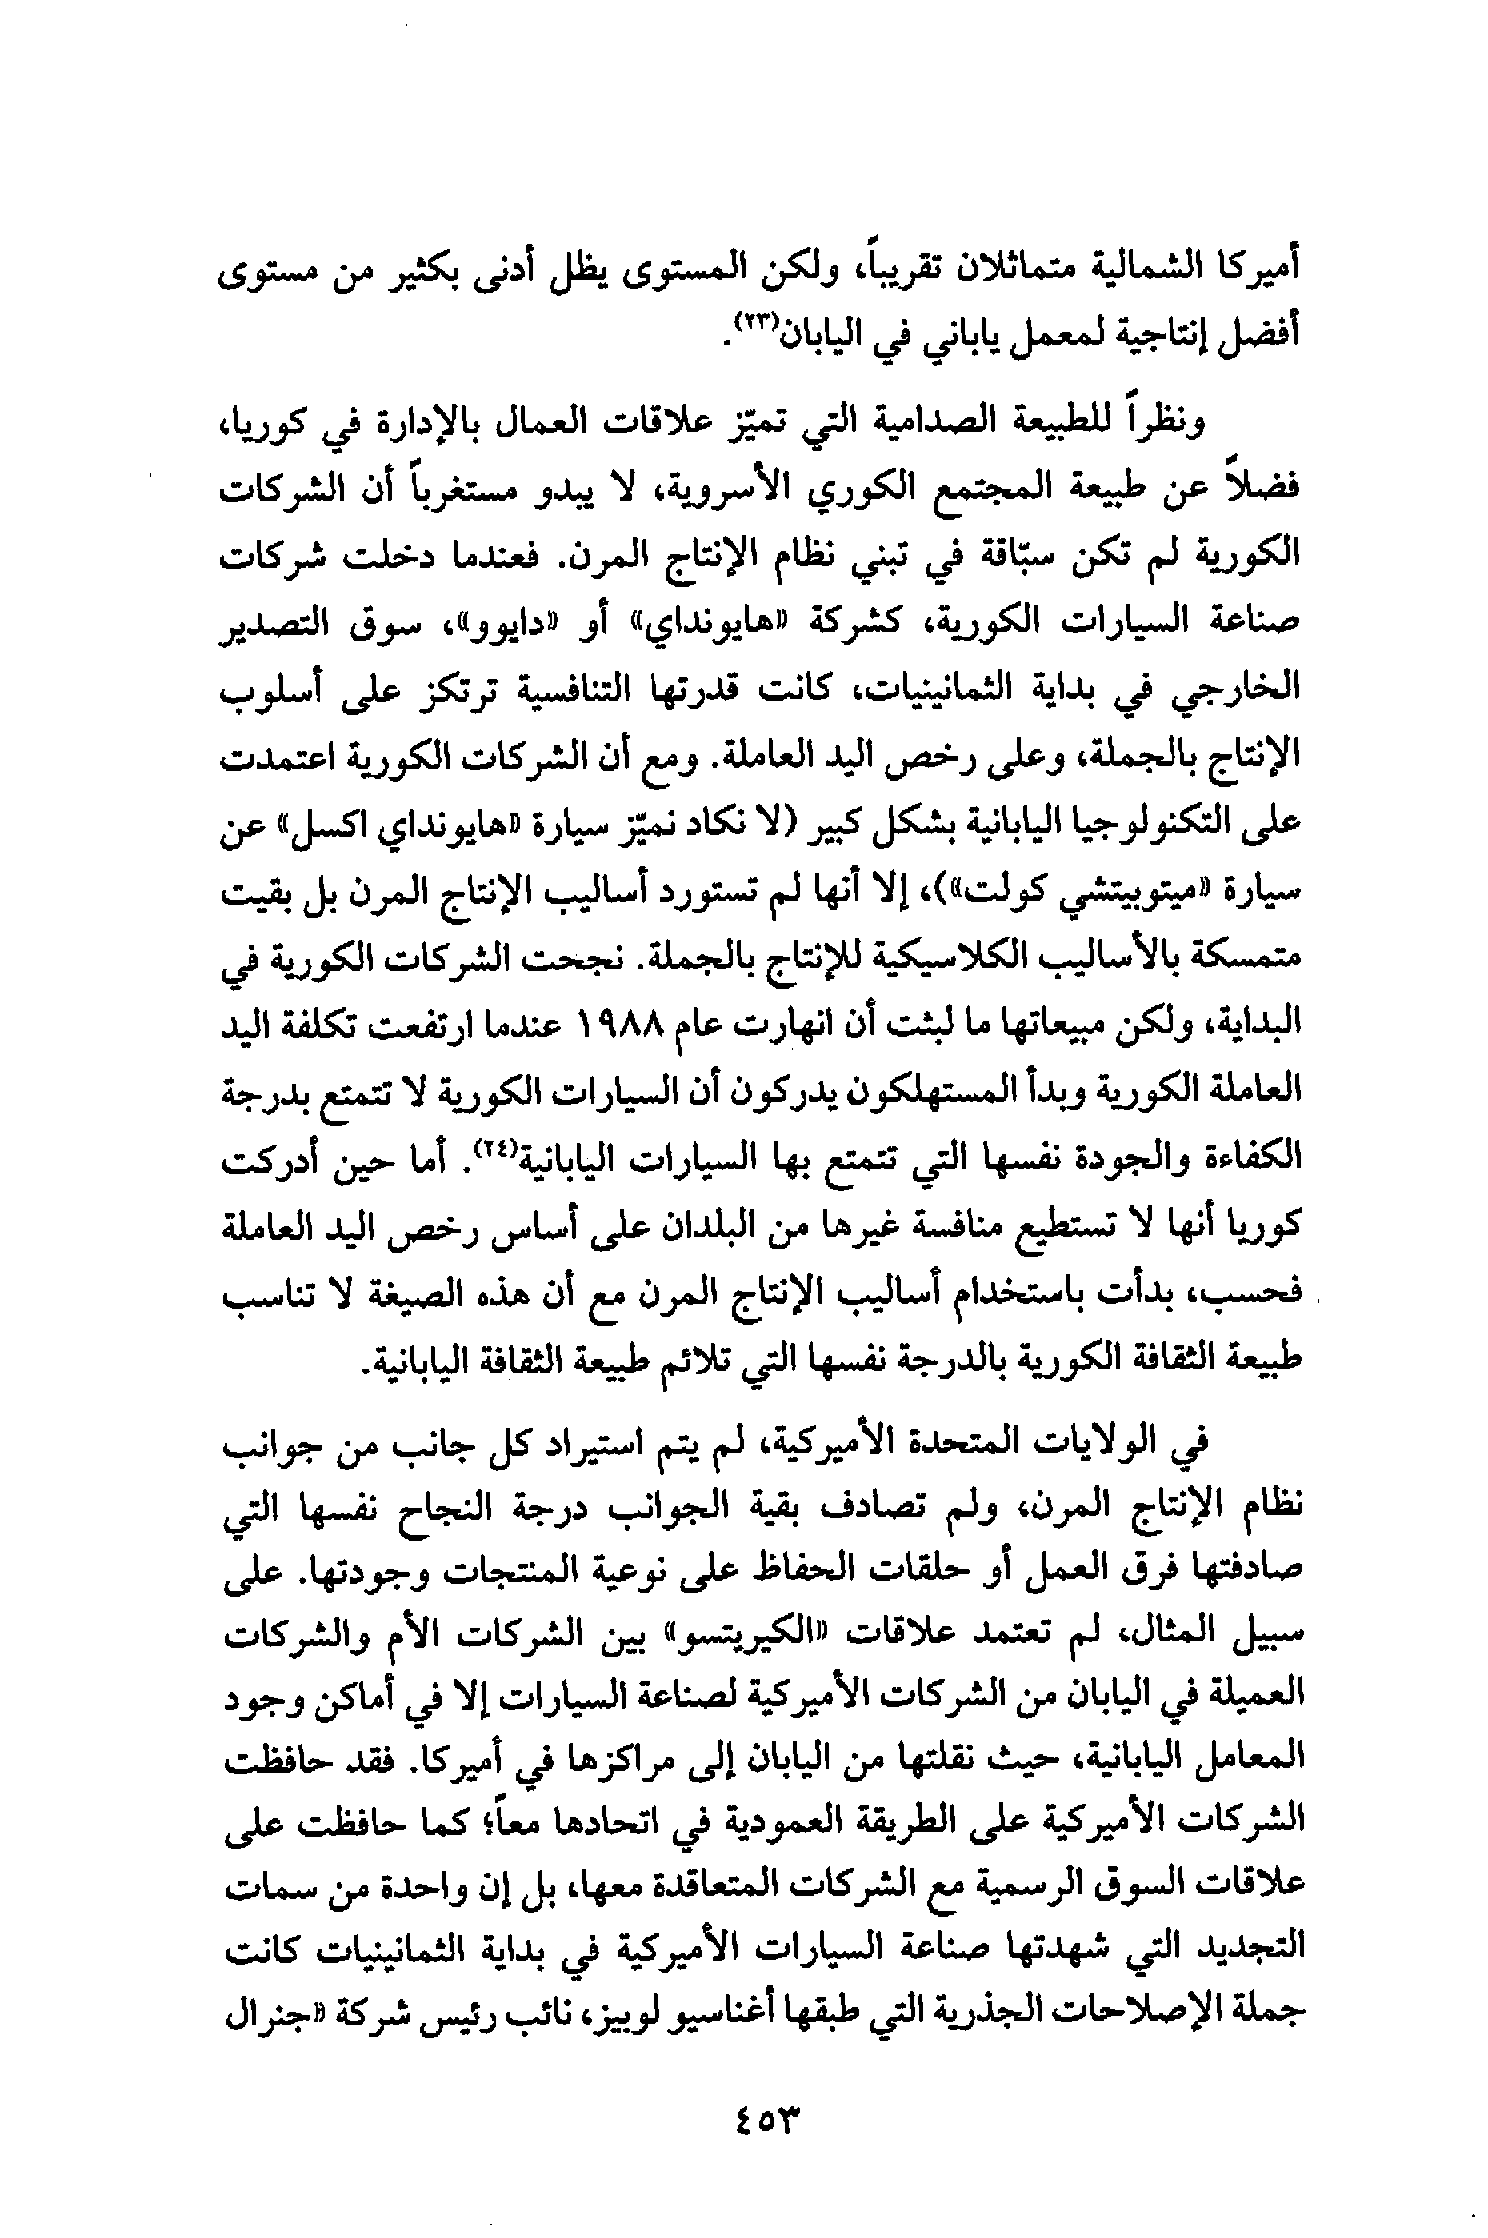 أميركا الشمالية متماثلان تقريباً، ولكن المستوى يظل أدنى بكثير من مستوى
أفضل إنتاجية لمعمل ياباني في اليابان(٢٣).
ونظراً للطبيعة الصدامية التي تميّز علاقات العمال بالإدارة في كوريا،
فضلاً عن طبيعة المجتمع الكوري الأسروية، لا يبدو مستغرباً أن الشركات
الكورية لم تكن سبّاقة في تبني نظام الإنتاج المرن. فعندما دخلت شركات
صناعة السيارات الكورية، كشركة «هايونداي» أو «دايوو»، سوق التصدير
الخارجي في بداية الثمانينيات، كانت قدرتها التنافسية ترتكز على أسلوب
الإنتاج بالجملة، وعلى رخص اليد العاملة. ومع أن الشركات الكورية اعتمدت
على التكنولوجيا اليابانية بشكل كبير (لا نكاد نميّز سيارة «هايونداي اكسل» عن
سيارة «ميتوبيتشي كولت»)، إلا أنها لم تستورد أساليب الإنتاج المرن بل بقيت
متمسكة بالأساليب الكلاسيكية للإنتاج بالجملة. نجحت الشركات الكورية في
البداية، ولكن مبيعاتها ما لبثت أن انهارت عام ١٩٨٨ عندما ارتفعت تكلفة اليد
العاملة الكورية وبدأ المستهلكون يدركون أن السيارات الكورية لا تتمتع بدرجة
الكفاءة والجودة نفسها التي تتمتع بها السيارات اليابانية(٢٤). أما حين أدركت
كوريا أنها لا تستطيع منافسة غيرها من البلدان على أساس رخص اليد العاملة
فحسب، بدأت باستخدام أساليب الإنتاج المرن مع أن هذه الصيغة لا تناسب
طبيعة الثقافة الكورية بالدرجة نفسها التي تلائم طبيعة الثقافة اليابانية.
في الولايات المتحدة الأميركية، لم يتم استيراد كل جانب من جوانب
نظام الإنتاج المرن، ولم تصادف بقية الجوانب درجة النجاح نفسها التي
صادفتها فرق العمل أو حلقات الحفاظ على نوعية المنتجات وجودتها. على
سبيل المثال، لم تعتمد علاقات «الكيريتسو» بين الشركات الأم والشركات
العميلة في اليابان من الشركات الأميركية لصناعة السيارات إلا في أماكن وجود
المعامل اليابانية، حيث نقلتها من اليابان إلى مراكزها في أميركا. فقد حافظت
الشركات الأميركية على الطريقة العمودية في اتحادها معاً؛ كما حافظت على
علاقات السوق الرسمية مع الشركات المتعاقدة معها، بل إن واحدة من سمات
التجديد التي شهدتها صناعة السيارات الأميركية في بداية الثمانينيات كانت
جملة الإصلاحات الجذرية التي طبقها أغناسيو لوبيز، نائب رئيس شركة «جنرال
٤٥٣